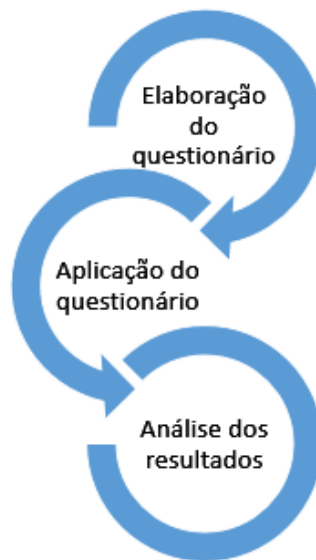 Elaboração
do
questionário
Aplicação do
questionário
Análise dos
resultados